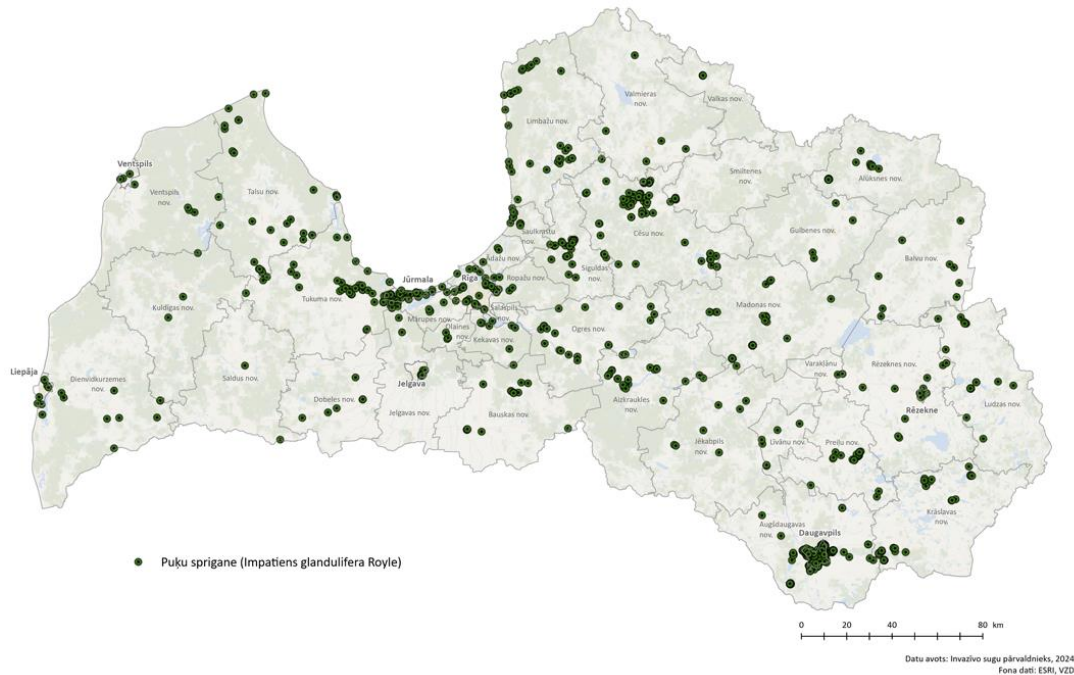 Valmieras
nov.
Valkas nov.
Limbažu nov.
Ventspils
Alūksnes
nov.
Smiltenes
nov.
Ventspils
nov.
Talsu nov.
Gulbenes nov.
Cēsu nov.
Saulkrastu
nov.
Balvu nov.
Ādažu nov.
Siguldas
nov.
Jūrmala
Rīga
Ropažu nov.
Tukuma nov.
Kuldīgas nov.
Madonas nov.
Salaspils
nov.
Mārupes nov.
Olaines
nov.
Ķekavas nov.
Ogres nov.
Varakļānu
nov.
Rēzeknes nov.
Liepāja
Dienvidkurzemes
nov.
Saldus nov.
Jelgava
Aizkraukles
nov.
Rēzekne
Ludzas nov.
Dobeles nov.
Jelgavas nov.
Bauskas nov.
Jēkabpils
nov.
Līvānu nov.
Preiļu nov.
Krāslavas
nov.
Augšdaugavas
nov.
Daugavpils
Puķu sprigane (Impatiens glandulifera Royle)
0 20 40 80 km
Datu avots: Invazīvo sugu pārvaldnieks, 2024
Fona dati: ESRI, VZD